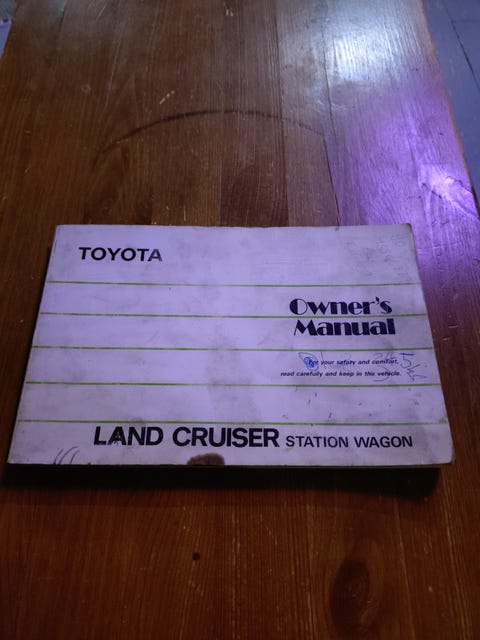 TOYOTA
Owner's
Manual
For your safety and comfort,
read carefully and keep in the vehicle.
LAND CRUISER STATION WAGON